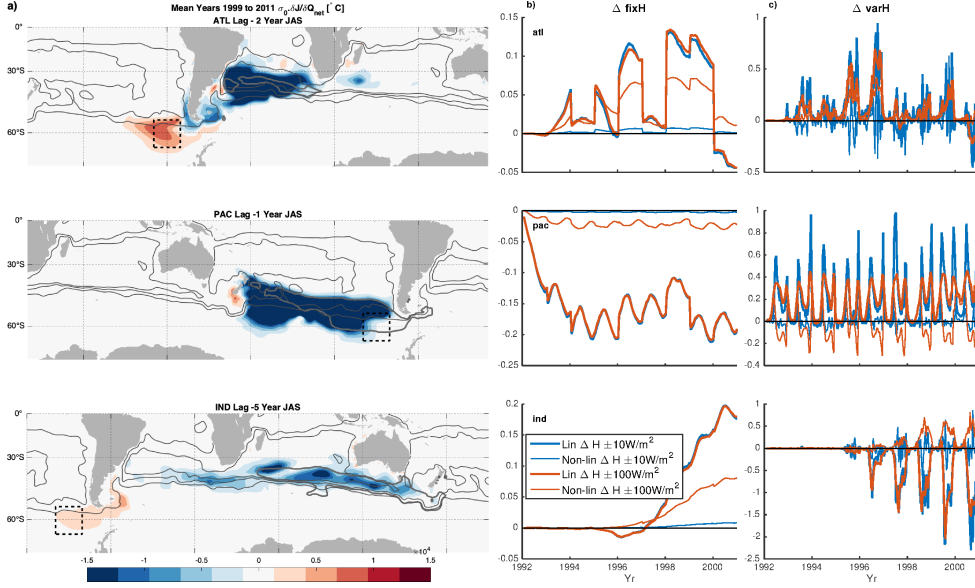 a)
Mean Years 1999 to 2011 σ₀.δJ/δQnet [°C]
ATL Lag - 2 Year JAS
0°
30°S
60°S
PAC Lag -1 Year JAS
0°
30°S
60°S
IND Lag -5 Year JAS
0°
30°S
60°S
×10⁴
-1.5 -1 -0.5 0 0.5 1 1.5
b)
Δ fixH
atl
0.15
0.1
0.05
0
-0.05
pac
0
-0.05
-0.1
-0.15
-0.2
-0.25
ind
0.2
0.15
0.1
0.05
0
-0.05
Lin Δ H ±10W/m²
Non-lin Δ H ±10W/m²
Lin Δ H ±100W/m²
Non-lin Δ H ±100W/m²
1992 1994 1996 1998 2000
Yr
c)
Δ varH
1
0.5
0
-0.5
1
0.8
0.6
0.4
0.2
0
-0.2
-0.4
1
0.5
0
-0.5
-1
-1.5
-2
-2.5
1992 1994 1996 1998 2000
Yr